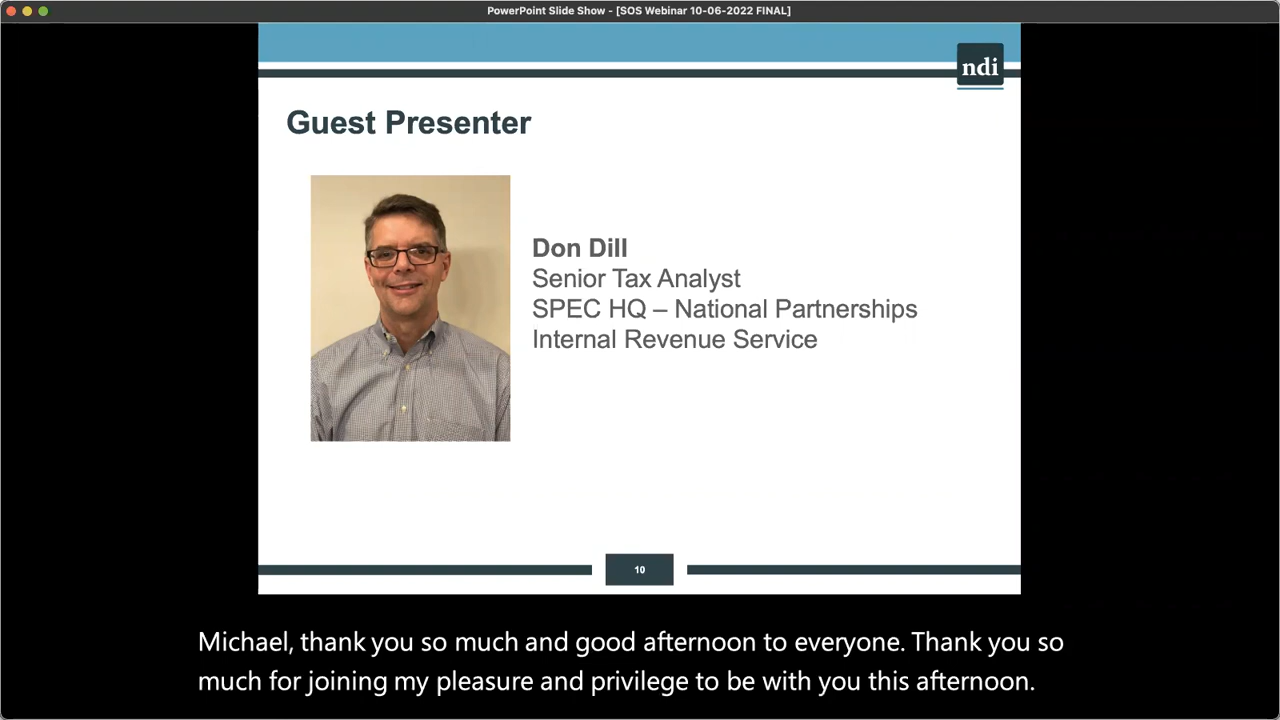 PowerPoint Slide Show - [SOS Webinar 10-06-2022 FINAL]
ndi
Guest Presenter
Don Dill
Senior Tax Analyst
SPEC HQ – National Partnerships
Internal Revenue Service
10
Michael, thank you so much and good afternoon to everyone. Thank you so
much for joining my pleasure and privilege to be with you this afternoon.